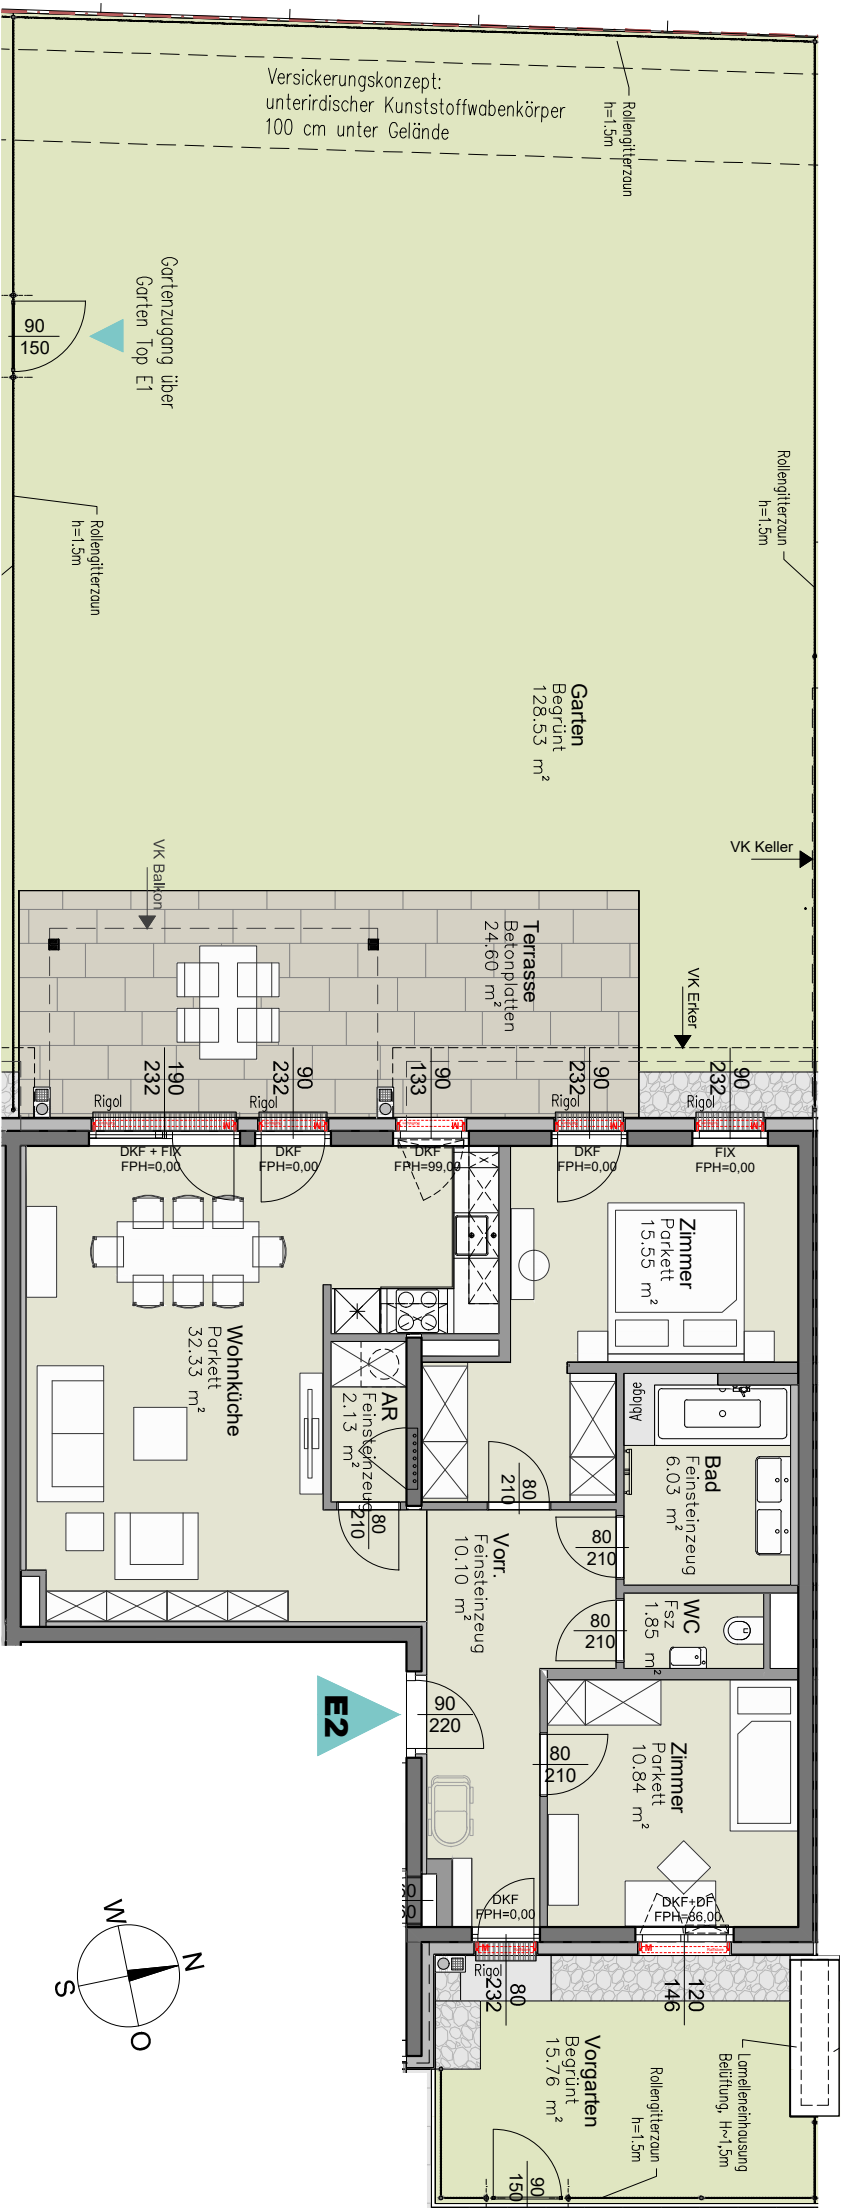 Versickerungskonzept:
unterirdischer Kunststoffwabenkörper
100 cm unter Gelände
Rollengitterzaun
h=1.5m
Gartenzugang über
Garten Top E1
90
150
Rollengitterzaun
h=1.5m
Rollengitterzaun
h=1.5m
Garten
Begrünt
128.53 m²
VK Keller
VK Balkon
VK Erker
Terrasse
Betonplatten
24.60 m²
190
232
90
232
90
133
90
232
90
232
Rigol
Rigol
Rigol
Rigol
DKF + FIX
FPH=0,00
DKF
FPH=0,00
DKF
FPH=99,00
DKF
FPH=0,00
FIX
FPH=0,00
Zimmer
Parkett
15.55 m²
Wohnküche
Parkett
32.33 m²
AR
Feinsteinzeug
2.13 m²
80
210
80
210
Ablage
Bad
Feinsteinzeug
6.03 m²
80
210
Vorr.
Feinsteinzeug
10.10 m²
WC
Fsz
1.85 m²
80
210
E2
90
220
80
210
Zimmer
Parkett
10.84 m²
DKF
FPH=0,00
DKF+DF
FPH=86,00
Rigol
80
232
120
146
W
N
S
O
Vorgarten
Begrünt
15.76 m²
Rollengitterzaun
h=1.5m
Lamelleneinhausung
Belüftung, H~1,5m
90
150